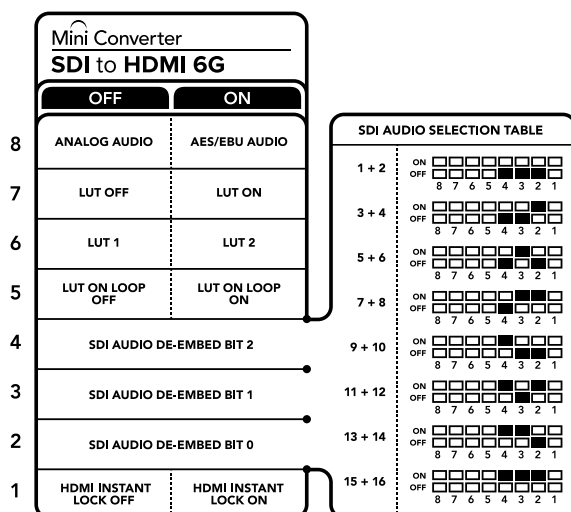 Mini Converter
SDI to HDMI 6G
OFF ON
8 ANALOG AUDIO AES/EBU AUDIO
7 LUT OFF LUT ON
6 LUT 1 LUT 2
5 LUT ON LOOP OFF LUT ON LOOP ON
4 SDI AUDIO DE-EMBED BIT 2
3 SDI AUDIO DE-EMBED BIT 1
2 SDI AUDIO DE-EMBED BIT 0
1 HDMI INSTANT LOCK OFF HDMI INSTANT LOCK ON
SDI AUDIO SELECTION TABLE
1 + 2
ON
OFF
8 7 6 5 4 3 2 1
3 + 4
ON
OFF
8 7 6 5 4 3 2 1
5 + 6
ON
OFF
8 7 6 5 4 3 2 1
7 + 8
ON
OFF
8 7 6 5 4 3 2 1
9 + 10
ON
OFF
8 7 6 5 4 3 2 1
11 + 12
ON
OFF
8 7 6 5 4 3 2 1
13 + 14
ON
OFF
8 7 6 5 4 3 2 1
15 + 16
ON
OFF
8 7 6 5 4 3 2 1